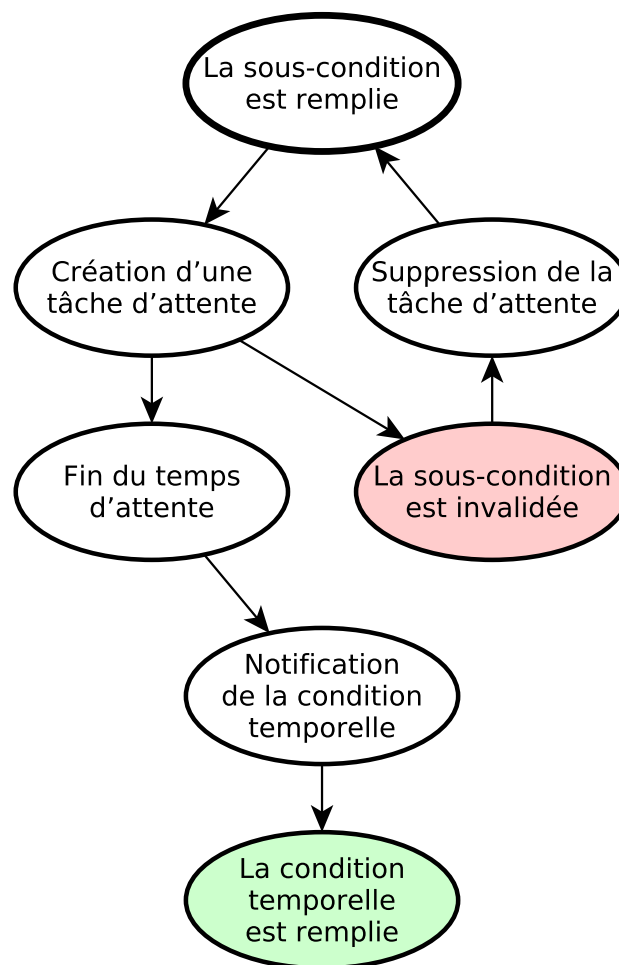 La sous-condition
est remplie
Création d’une
tâche d’attente
Suppression de la
tâche d’attente
Fin du temps
d’attente
La sous-condition
est invalidée
Notification
de la condition
temporelle
La condition
temporelle
est remplie